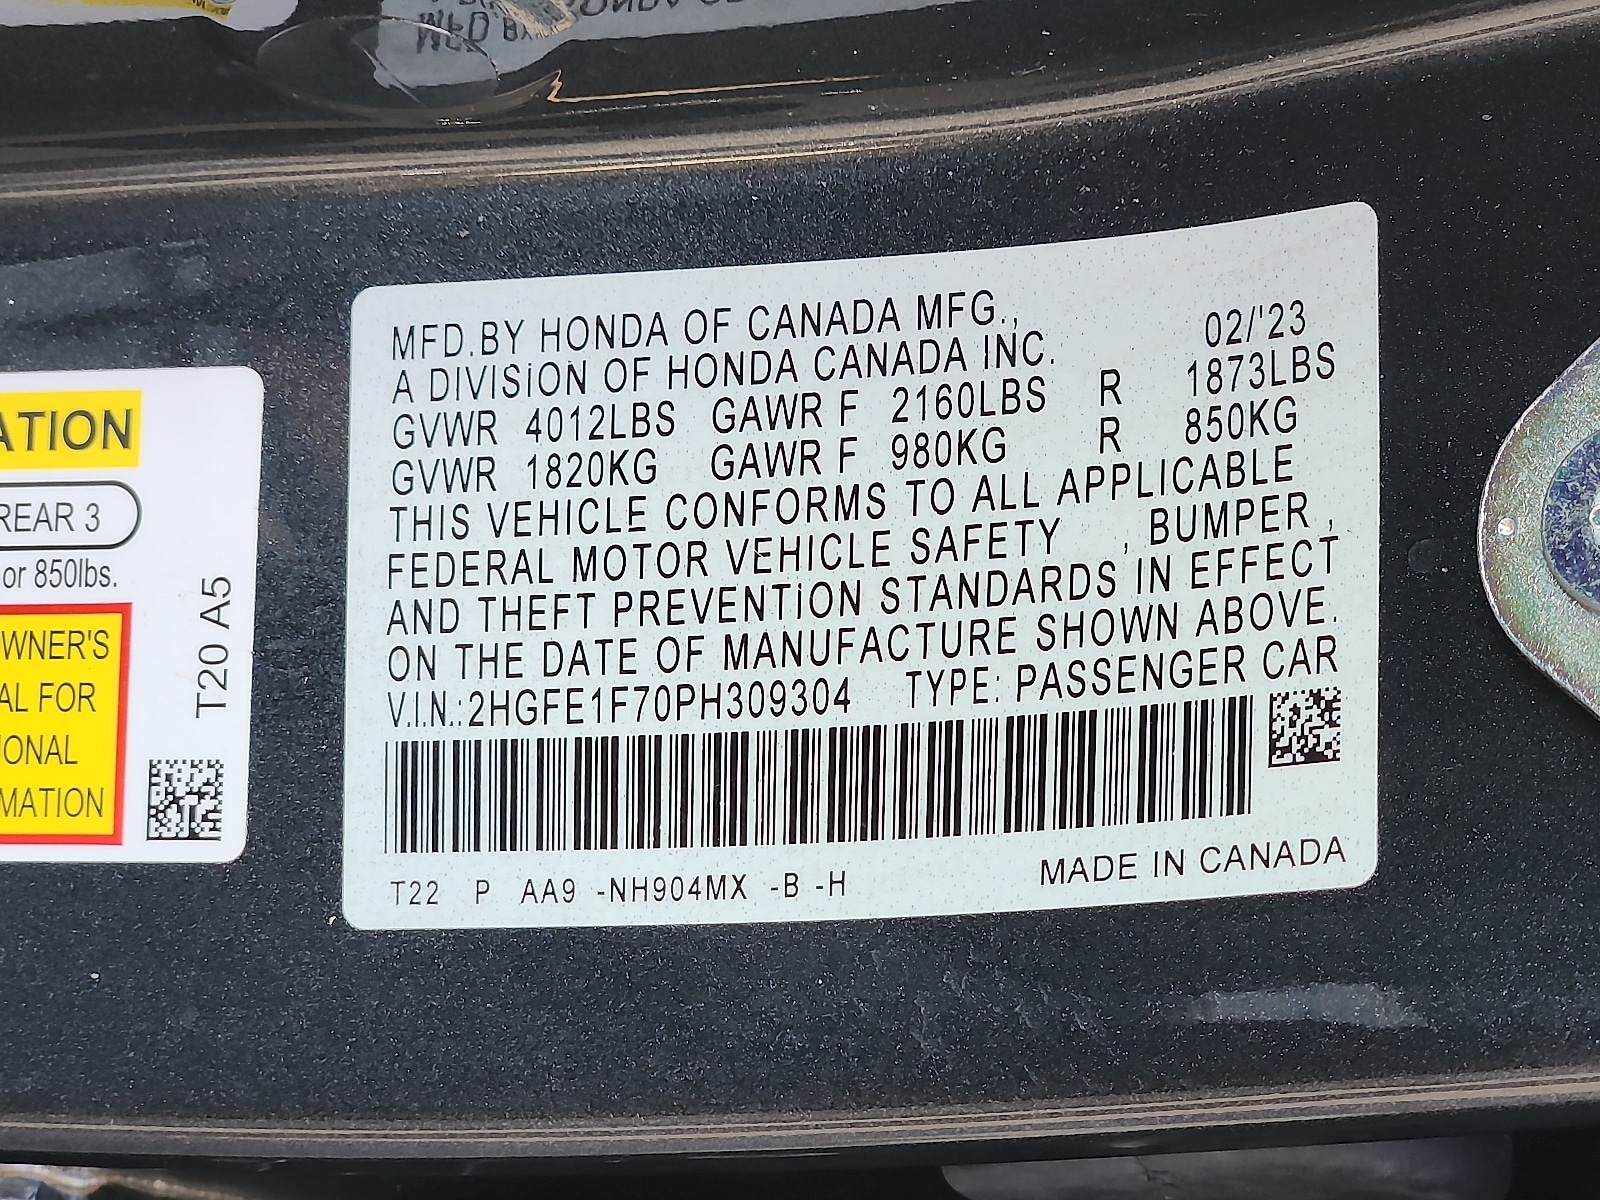 ATION
REAR 3
or 850lbs.
WNER'S
AL FOR
IONAL
MATION
T20 A5
MFD.BY HONDA OF CANADA MFG.,
02/'23
A DIVISION OF HONDA CANADA INC.
GVWR 4012LBS GAWR F 2160LBS R 1873LBS
GVWR 1820KG GAWR F 980KG R 850KG
THIS VEHICLE CONFORMS TO ALL APPLICABLE
FEDERAL MOTOR VEHICLE SAFETY , BUMPER ,
AND THEFT PREVENTION STANDARDS IN EFFECT
ON THE DATE OF MANUFACTURE SHOWN ABOVE.
V.I.N.:2HGFE1F70PH309304 TYPE: PASSENGER CAR
T22 P AA9 -NH904MX -B -H
MADE IN CANADA